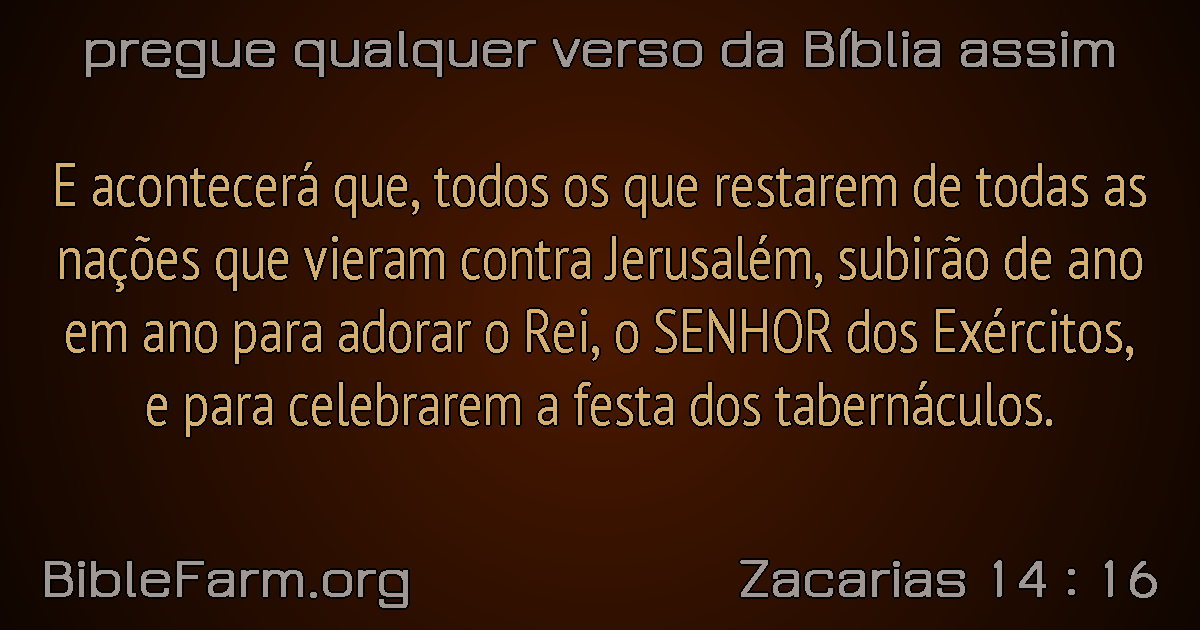 pregue qualquer verso da Bíblia assim
E acontecerá que, todos os que restarem de todas as
nações que vieram contra Jerusalém, subirão de ano
em ano para adorar o Rei, o SENHOR dos Exércitos,
e para celebrarem a festa dos tabernáculos.
BibleFarm.org
Zacarias 14 : 16